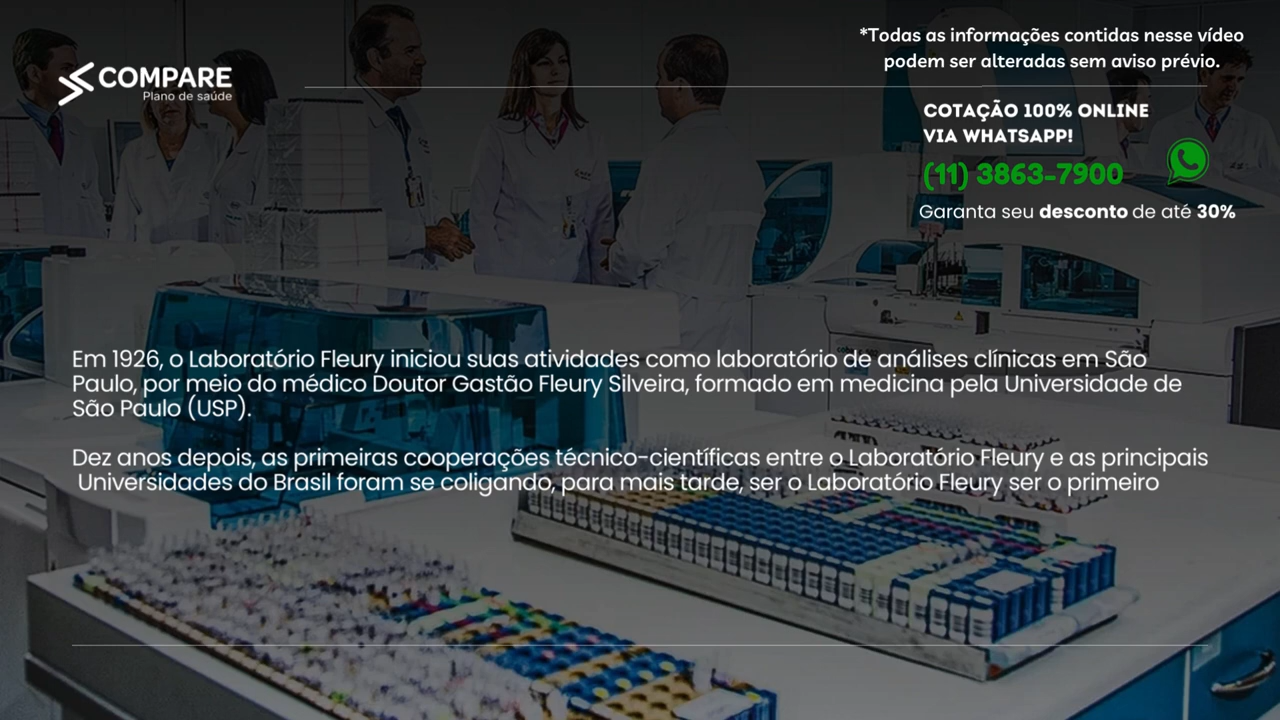 COMPARE
Plano de saúde
*Todas as informações contidas nesse vídeo
podem ser alteradas sem aviso prévio.
COTAÇÃO 100% ONLINE
VIA WHATSAPP!
(11) 3863-7900
Garanta seu desconto de até 30%
Em 1926, o Laboratório Fleury iniciou suas atividades como laboratório de análises clínicas em São
Paulo, por meio do médico Doutor Gastão Fleury Silveira, formado em medicina pela Universidade de
São Paulo (USP).
Dez anos depois, as primeiras cooperações técnico-científicas entre o Laboratório Fleury e as principais
Universidades do Brasil foram se coligando, para mais tarde, ser o Laboratório Fleury ser o primeiro